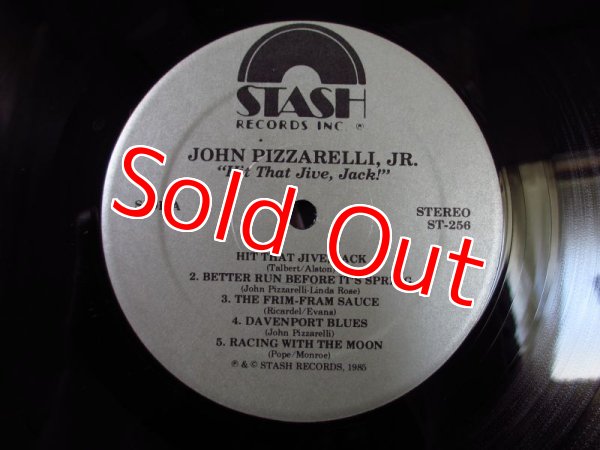 STASH
RECORDS INC ®
JOHN PIZZARELLI, JR.
"Hit That Jive, Jack!"
A
STEREO
ST-256
Sold Out
HIT THAT JIVE, JACK
(Talbert/Alston)
2. BETTER RUN BEFORE IT'S SPRING
(John Pizzarelli-Linda Rose)
3. THE FRIM-FRAM SAUCE
(Ricardel/Evans)
4. DAVENPORT BLUES
(John Pizzarelli)
5. RACING WITH THE MOON
(Pope/Monroe)
℗ & © STASH RECORDS, 1985